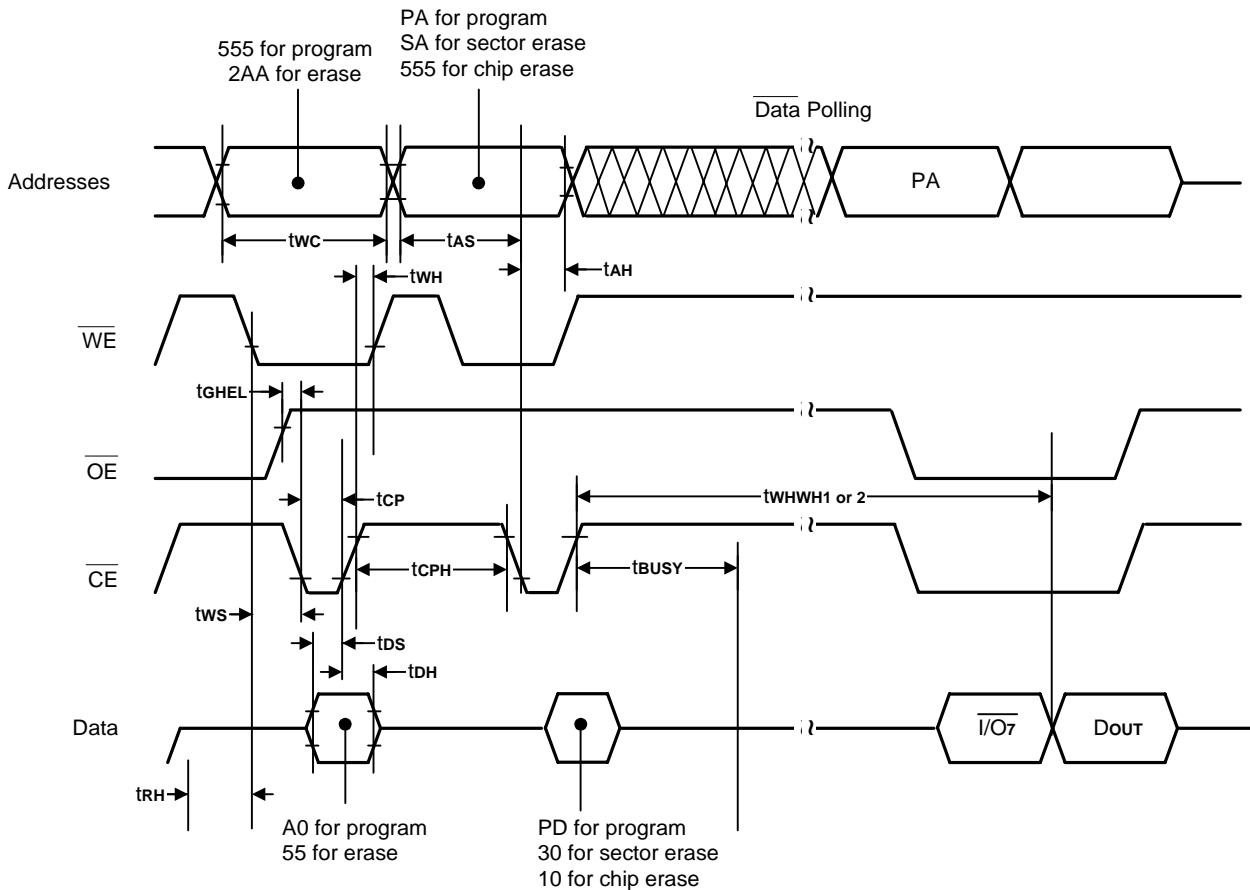 555 for program
2AA for erase
PA for program
SA for sector erase
555 for chip erase
Data Polling
Addresses
PA
tWC
tAS
tWH
tAH
WE
tGHEL
OE
tCP
tWHWH1 or 2
CE
tCPH
tBUSY
tWS
tDS
tDH
Data
I/O7
DOUT
tRH
A0 for program
55 for erase
PD for program
30 for sector erase
10 for chip erase